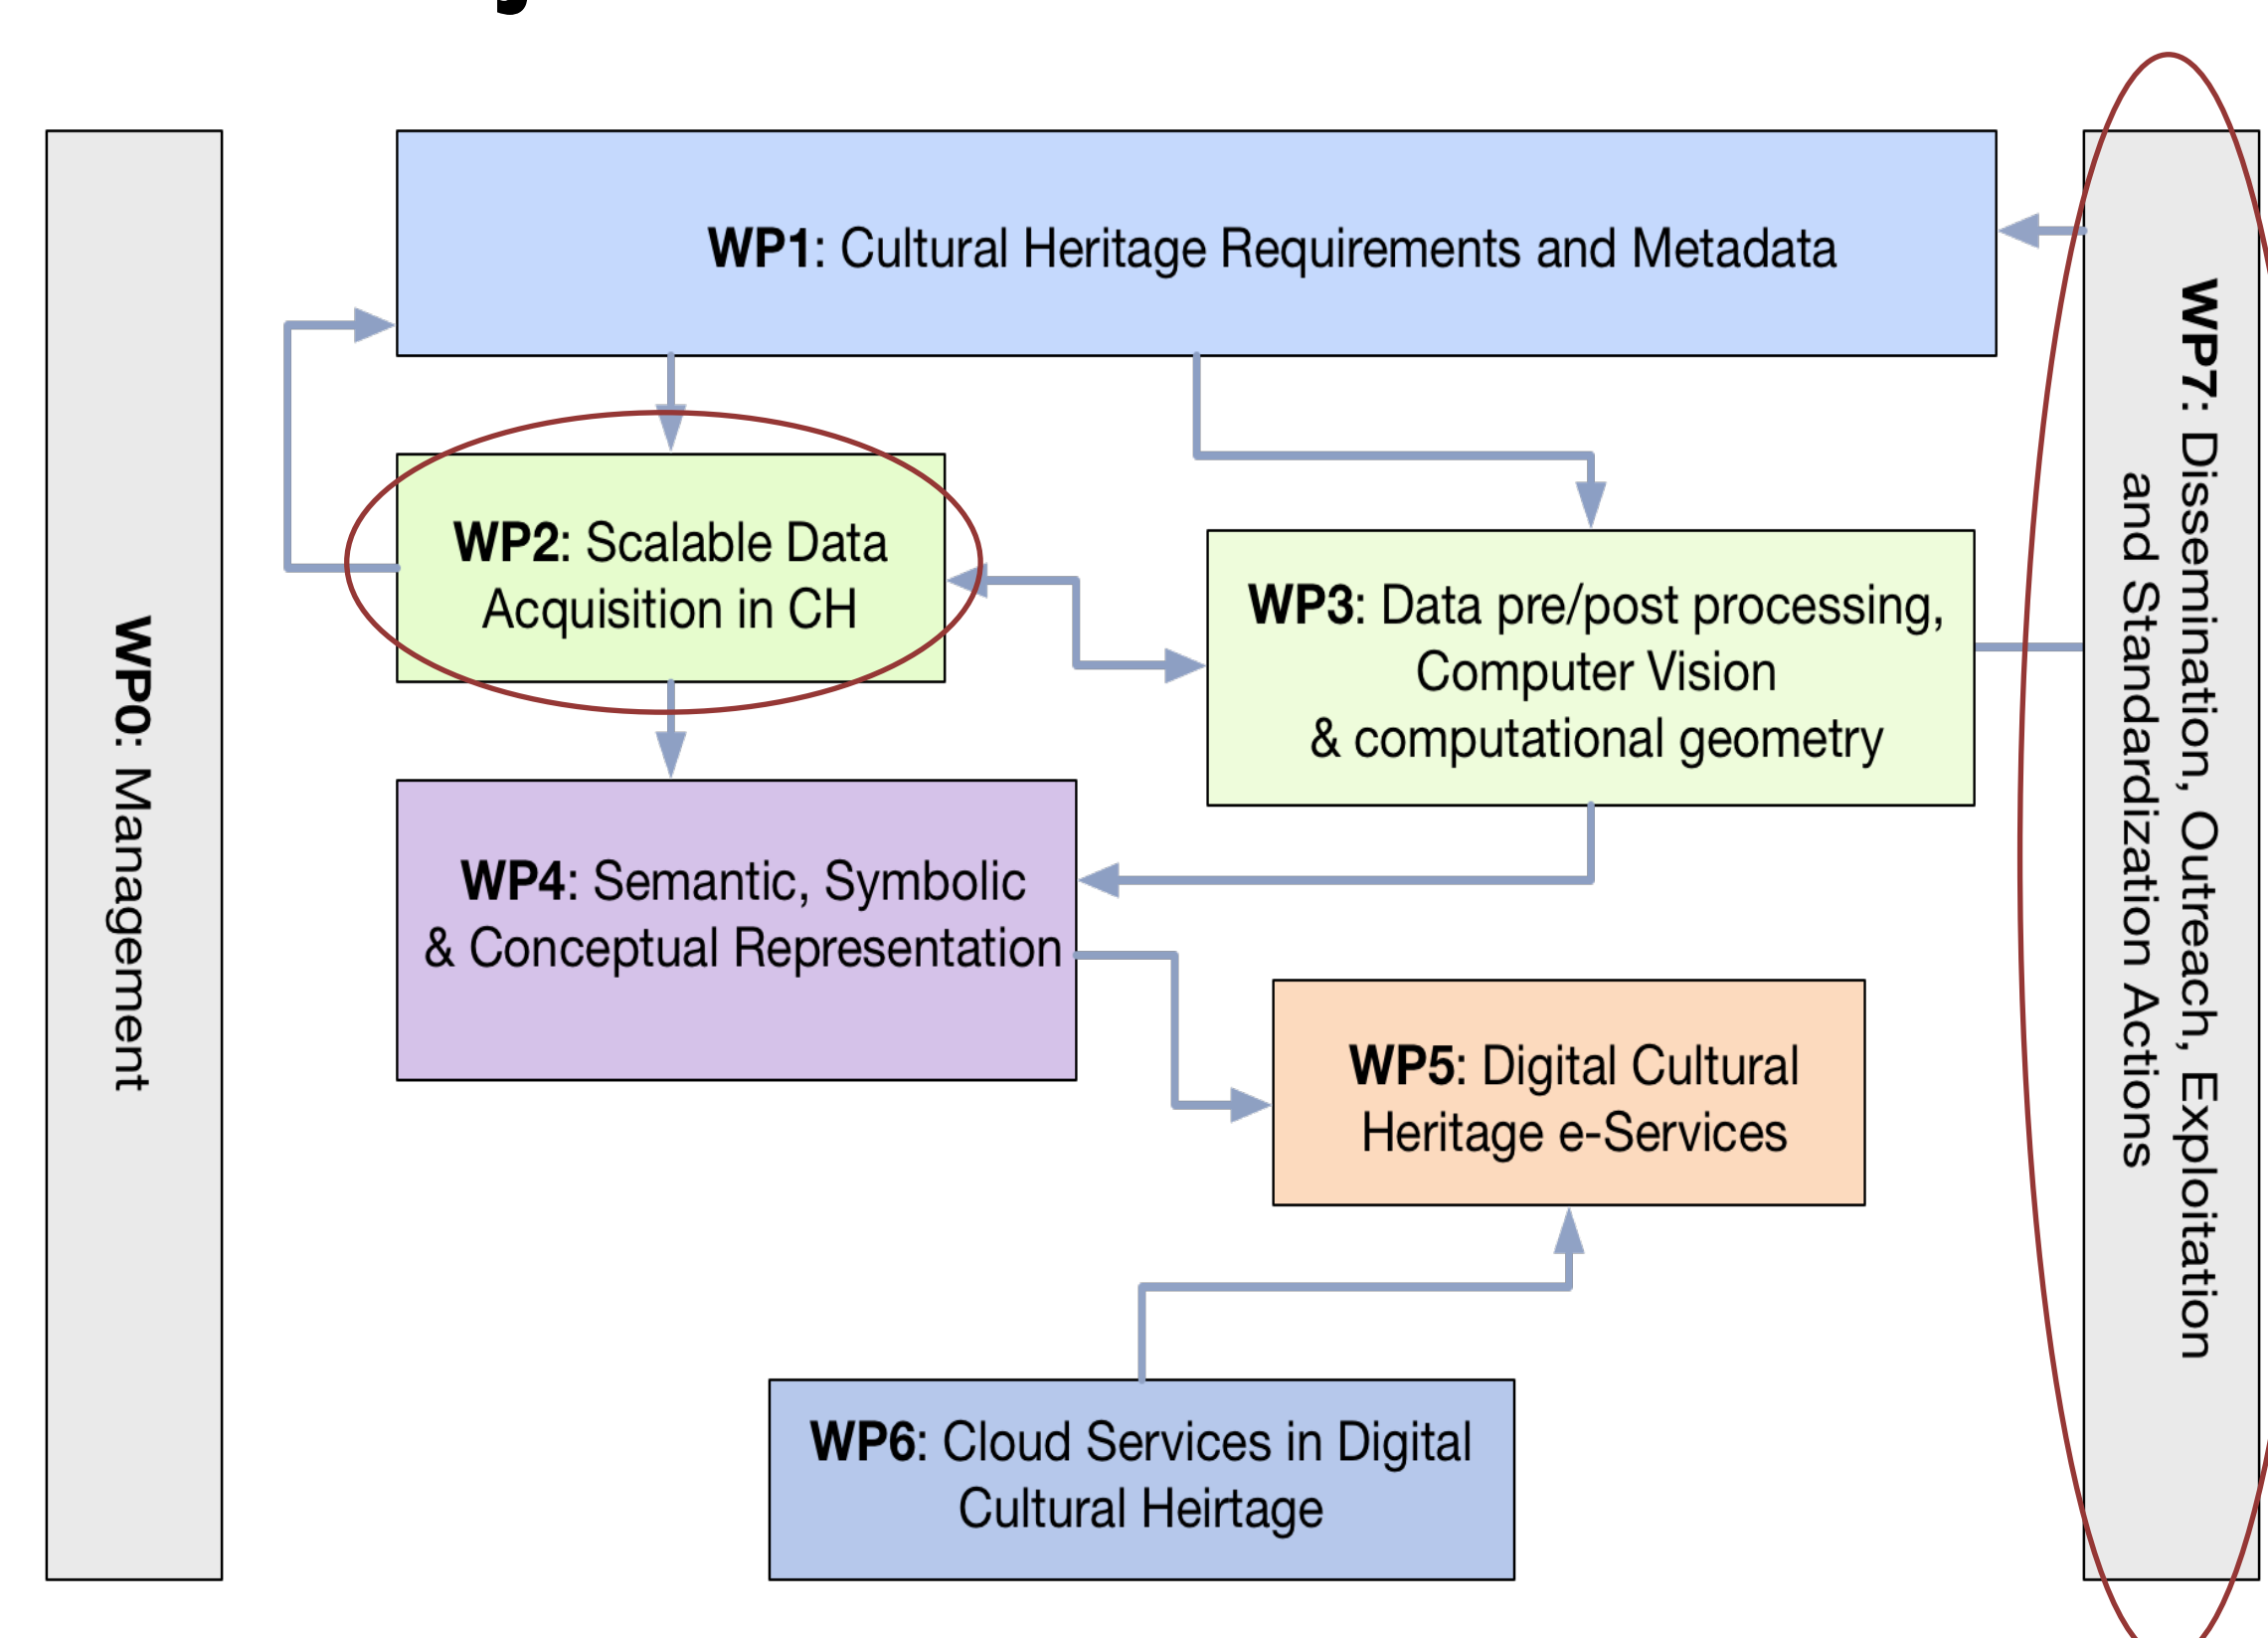 WP0: Management
WP1: Cultural Heritage Requirements and Metadata
WP2: Scalable Data
Acquisition in CH
WP3: Data pre/post processing,
Computer Vision
& computational geometry
WP4: Semantic, Symbolic
& Conceptual Representation
WP5: Digital Cultural
Heritage e-Services
WP6: Cloud Services in Digital
Cultural Heirtage
WP7: Dissemination, Outreach, Exploitation
and Standardization Actions